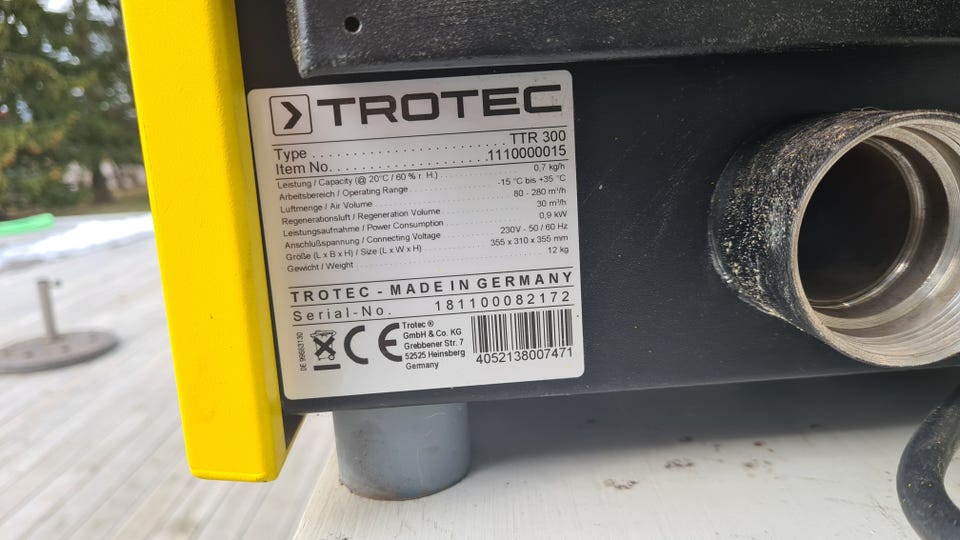 TROTEC
Type . . . . . . . . . . . . . . . . . . . . . . . TTR 300
Item No. . . . . . . . . . . . . . . . . . . . 1110000015
Leistung / Capacity (@ 20°C / 60 % r. H.) 0,7 kg/h
Arbeitsbereich / Operating Range -15 °C bis +35 °C
Luftmenge / Air Volume 80 - 280 m³/h
Regenerationsluft / Regeneration Volume 30 m³/h
Leistungsaufnahme / Power Consumption 0,9 kW
Anschlußspannung / Connecting Voltage 230V - 50 / 60 Hz
Größe (L x B x H) / Size (L x W x H) 355 x 310 x 355 mm
Gewicht / Weight 12 kg
TROTEC - MADE IN GERMANY
Serial-No. 181100082172
DE 99863130
CE
Trotec ®
GmbH & Co. KG
Grebbener Str. 7
52525 Heinsberg
Germany
4052138007471